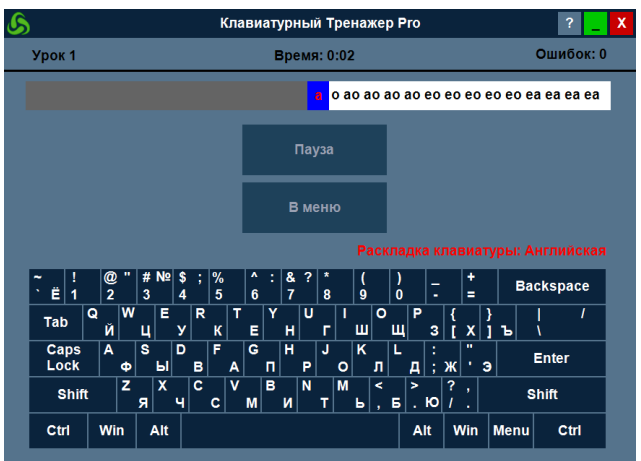 Клавиатурный Тренажер Pro ? _ X
Урок 1 Время: 0:02 Ошибок: 0
а о ао ао ао ао ео ео ео ео ео еа еа еа еа
Пауза
В меню
Раскладка клавиатуры: Английская
~ ! @ " # № $ ; % ^ : & ? * ( ) _ + Backspace
` Ё 1 2 3 4 5 6 7 8 9 0 - =
Tab Q Й W Ц E У R К T Е Y Н U Г I Ш O Щ P З { [ Х } ] Ъ | \ /
Caps Lock A Ф S Ы D В F А G П H Р J О K Л L Д : ; Ж " ' Э Enter
Shift Z Я X Ч C С V М B И N Т M Ь < , Б > . Ю ? / , . Shift
Ctrl Win Alt Alt Win Menu Ctrl